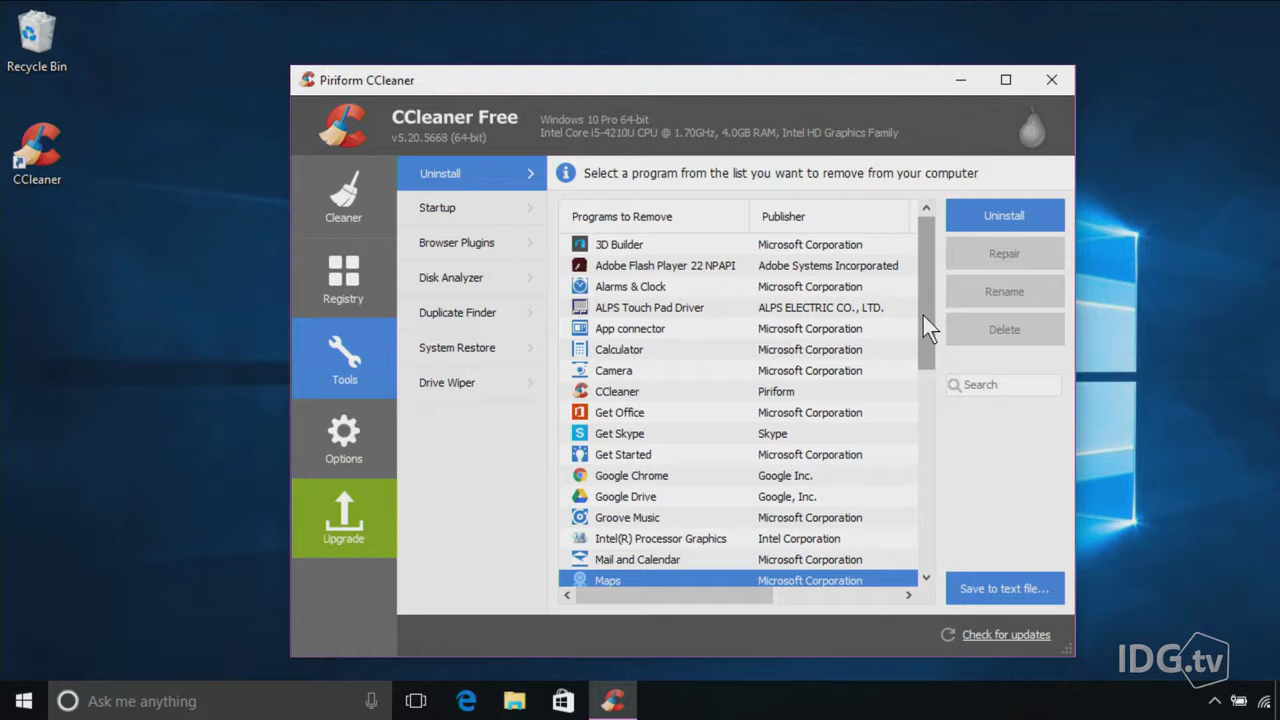 Recycle Bin
CCleaner
Piriform CCleaner
CCleaner Free
v5.20.5668 (64-bit)
Windows 10 Pro 64-bit
Intel Core i5-4210U CPU @ 1.70GHz, 4.0GB RAM, Intel HD Graphics Family
Cleaner
Registry
Tools
Options
Upgrade
Uninstall
Startup
Browser Plugins
Disk Analyzer
Duplicate Finder
System Restore
Drive Wiper
Select a program from the list you want to remove from your computer
Programs to Remove Publisher
3D Builder Microsoft Corporation
Adobe Flash Player 22 NPAPI Adobe Systems Incorporated
Alarms & Clock Microsoft Corporation
ALPS Touch Pad Driver ALPS ELECTRIC CO., LTD.
App connector Microsoft Corporation
Calculator Microsoft Corporation
Camera Microsoft Corporation
CCleaner Piriform
Get Office Microsoft Corporation
Get Skype Skype
Get Started Microsoft Corporation
Google Chrome Google Inc.
Google Drive Google, Inc.
Groove Music Microsoft Corporation
Intel(R) Processor Graphics Intel Corporation
Mail and Calendar Microsoft Corporation
Maps Microsoft Corporation
Uninstall
Repair
Rename
Delete
Search
Save to text file...
Check for updates
IDG.tv
Ask me anything